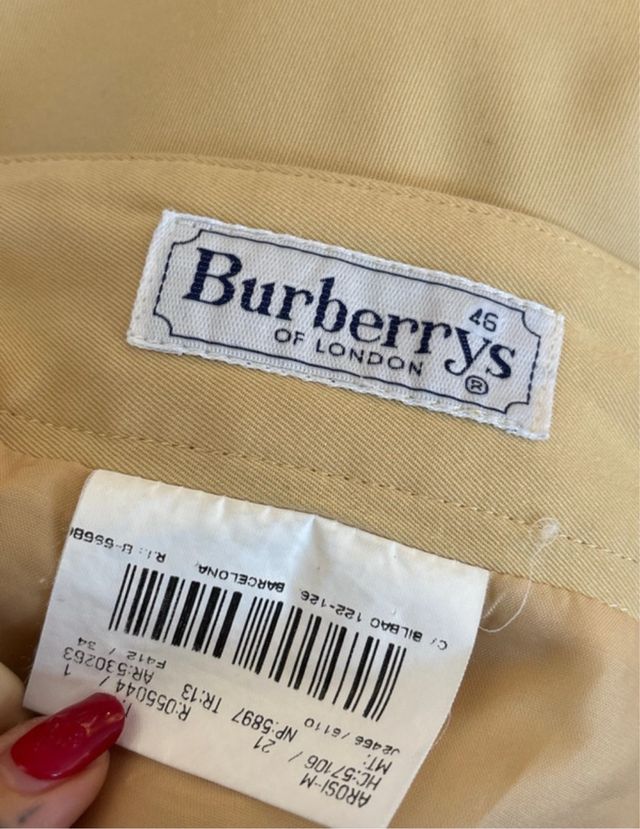 46
Burberrys
OF LONDON
®
C/ BILBAO 122-126 BARCELONA
AROSI-M
HC:57106 / 21 NP:5897 TR:13 R:055044 / 1
MT: J2466 / 6110
AR:530263
F412 / 34